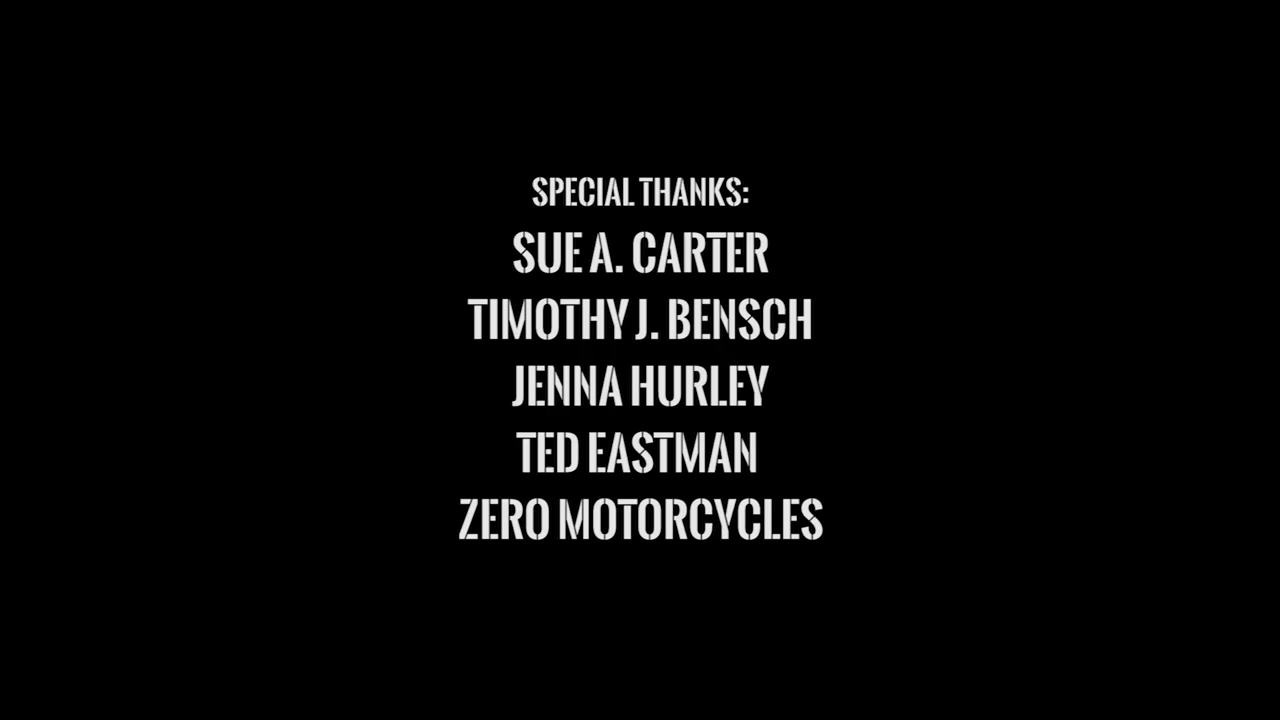 SPECIAL THANKS:
SUE A. CARTER
TIMOTHY J. BENSCH
JENNA HURLEY
TED EASTMAN
ZERO MOTORCYCLES